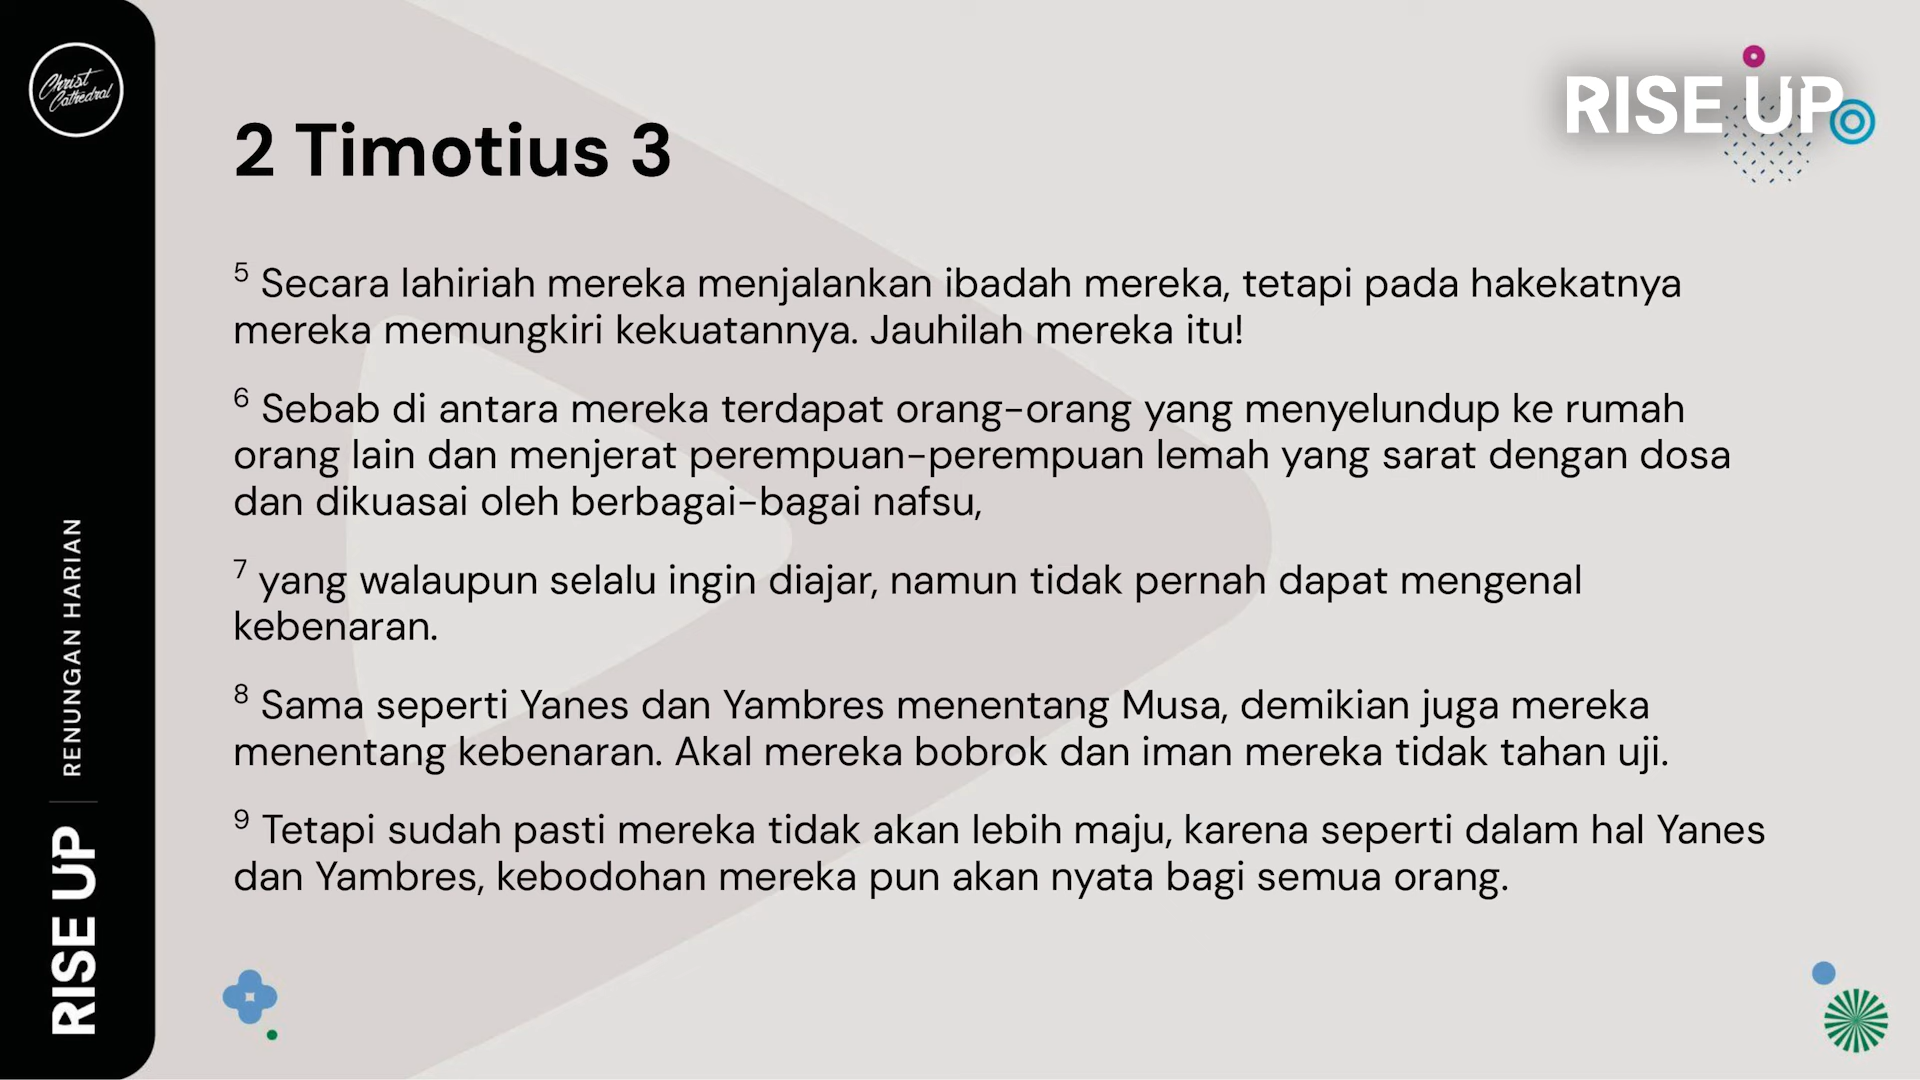 Christ
Cathedral
RISE UP
2 Timotius 3
5 Secara lahiriah mereka menjalankan ibadah mereka, tetapi pada hakekatnya
mereka memungkiri kekuatannya. Jauhilah mereka itu!
6 Sebab di antara mereka terdapat orang-orang yang menyelundup ke rumah
orang lain dan menjerat perempuan-perempuan lemah yang sarat dengan dosa
dan dikuasai oleh berbagai-bagai nafsu,
7 yang walaupun selalu ingin diajar, namun tidak pernah dapat mengenal
kebenaran.
8 Sama seperti Yanes dan Yambres menentang Musa, demikian juga mereka
menentang kebenaran. Akal mereka bobrok dan iman mereka tidak tahan uji.
9 Tetapi sudah pasti mereka tidak akan lebih maju, karena seperti dalam hal Yanes
dan Yambres, kebodohan mereka pun akan nyata bagi semua orang.
RISE UP | RENUNGAN HARIAN